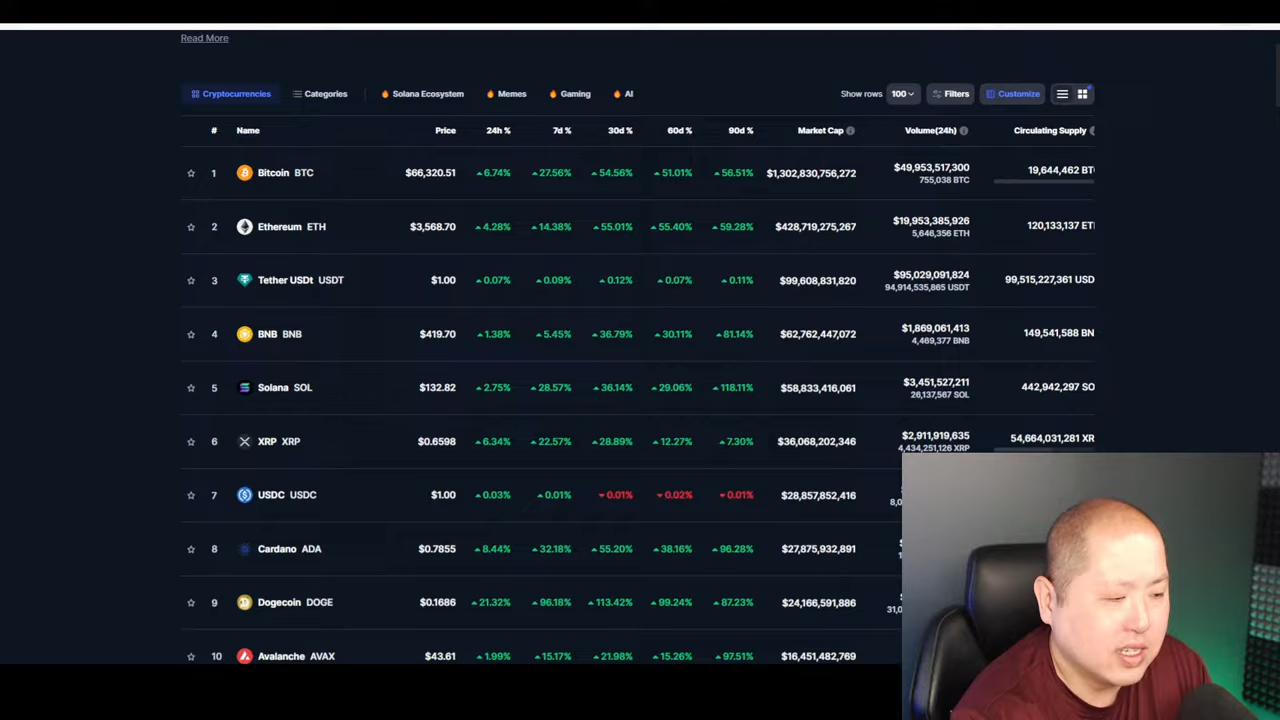 Read More
Cryptocurrencies Categories Solana Ecosystem Memes Gaming AI Show rows 100 Filters Customize
# Name Price 24h % 7d % 30d % 60d % 90d % Market Cap Volume(24h) Circulating Supply
1 Bitcoin BTC $66,320.51 6.74% 27.56% 54.56% 51.01% 56.51% $1,302,830,756,272 $49,953,517,300 19,644,462 BT
755,038 BTC
2 Ethereum ETH $3,568.70 4.28% 14.38% 55.01% 55.40% 59.28% $428,719,275,267 $19,953,385,926 120,133,137 ET
5,646,356 ETH
3 Tether USDt USDT $1.00 0.07% 0.09% 0.12% 0.07% 0.11% $99,608,831,820 $95,029,091,824 99,515,227,361 USD
94,914,535,865 USDT
4 BNB BNB $419.70 1.38% 5.45% 36.79% 30.11% 81.14% $62,762,447,072 $1,869,061,413 149,541,588 BN
4,469,377 BNB
5 Solana SOL $132.82 2.75% 28.57% 36.14% 29.06% 118.11% $58,833,416,061 $3,451,527,211 442,942,297 SO
26,137,567 SOL
6 XRP XRP $0.6598 6.34% 22.57% 28.89% 12.27% 7.30% $36,068,202,346 $2,911,919,635 54,664,031,281 XR
4,434,251,126 XRP
7 USDC USDC $1.00 0.03% 0.01% 0.01% 0.02% 0.01% $28,857,852,416
8 Cardano ADA $0.7855 8.44% 32.18% 55.20% 38.16% 96.28% $27,875,932,891
9 Dogecoin DOGE $0.1686 21.32% 96.18% 113.42% 99.24% 87.23% $24,166,591,886
10 Avalanche AVAX $43.61 1.99% 15.17% 21.98% 15.26% 97.51% $16,451,482,769